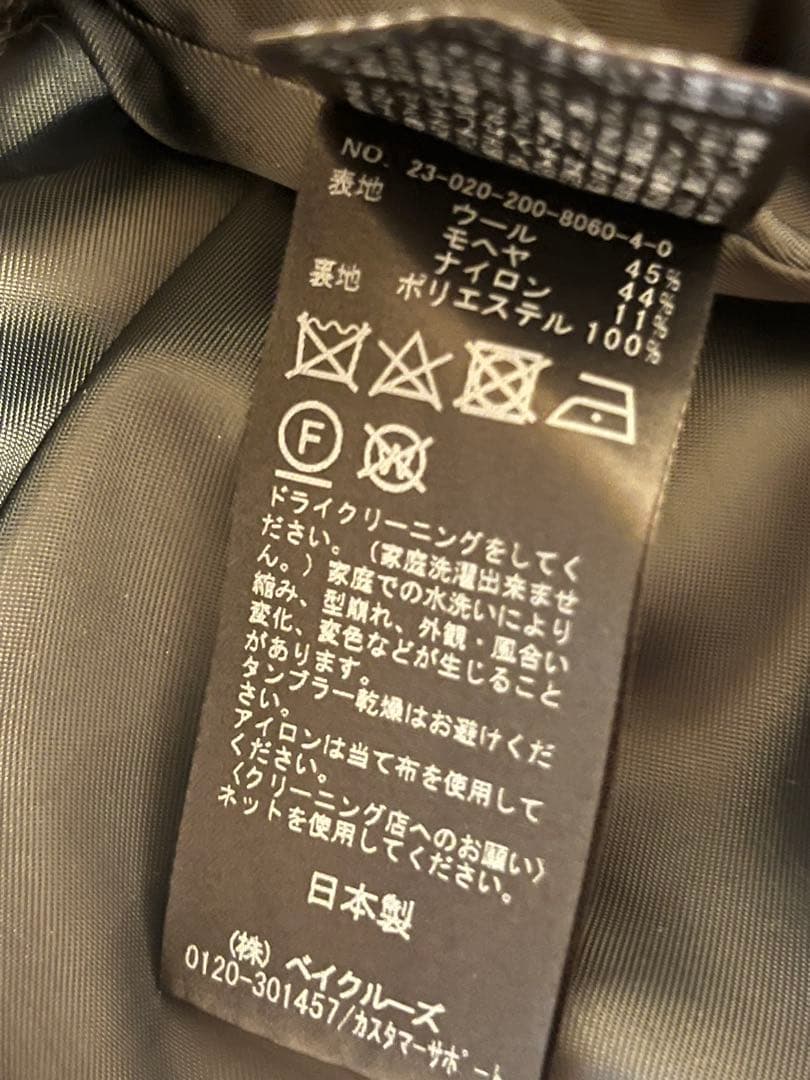 NO. 23-020-200-8060-4-0
表地 ウール 45%
モヘヤ 44%
ナイロン 11%
裏地 ポリエステル 100%
F
W
ドライクリーニングをしてく
ださい。(家庭洗濯出来ませ
ん。)家庭での水洗いにより
縮み、型崩れ、外観・風合い
変化、変色などが生じること
があります。
タンブラー乾燥はお避けくだ
さい。
アイロンは当て布を使用して
ください。
〈クリーニング店へのお願い〉
ネットを使用してください。
日本製
(株) ベイクルーズ
0120-301457/カスタマーサポート